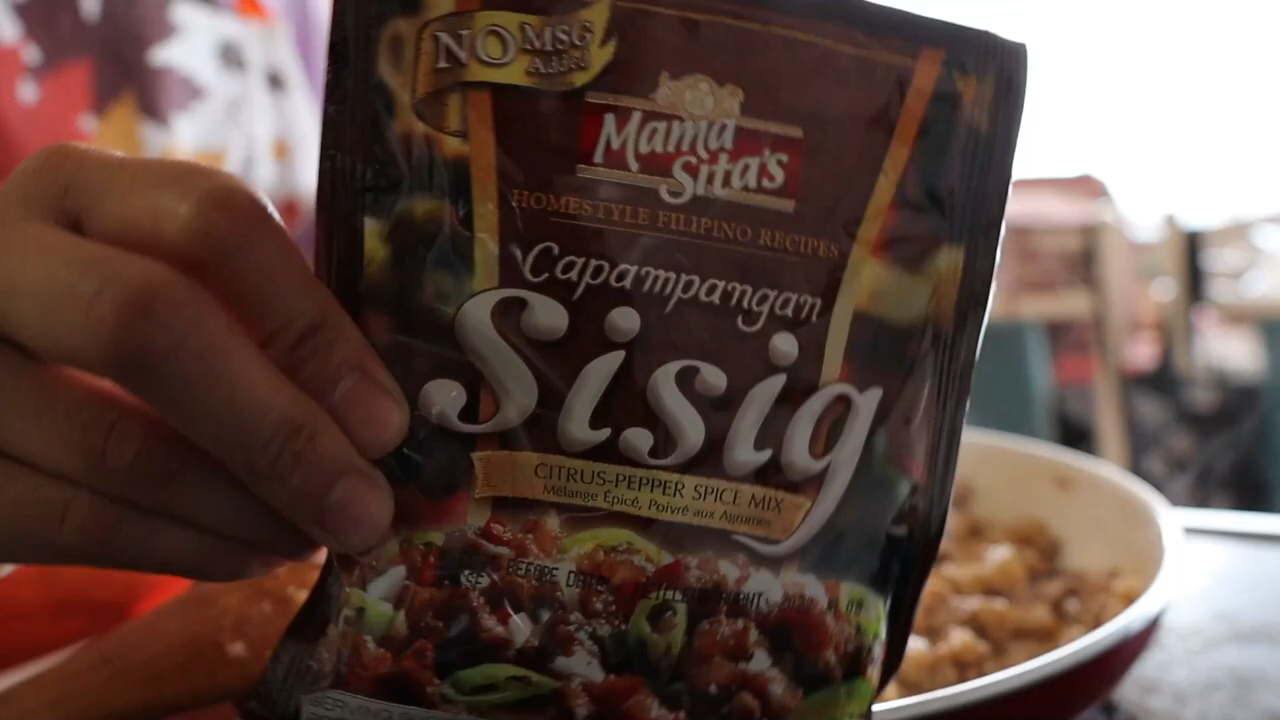 NO MSG
Added
Mama
Sita's
HOMESTYLE FILIPINO RECIPES
Capampangan
Sisig
CITRUS-PEPPER SPICE MIX
Mélange Épicé, Poivré aux Agrumes
BEFORE DATE